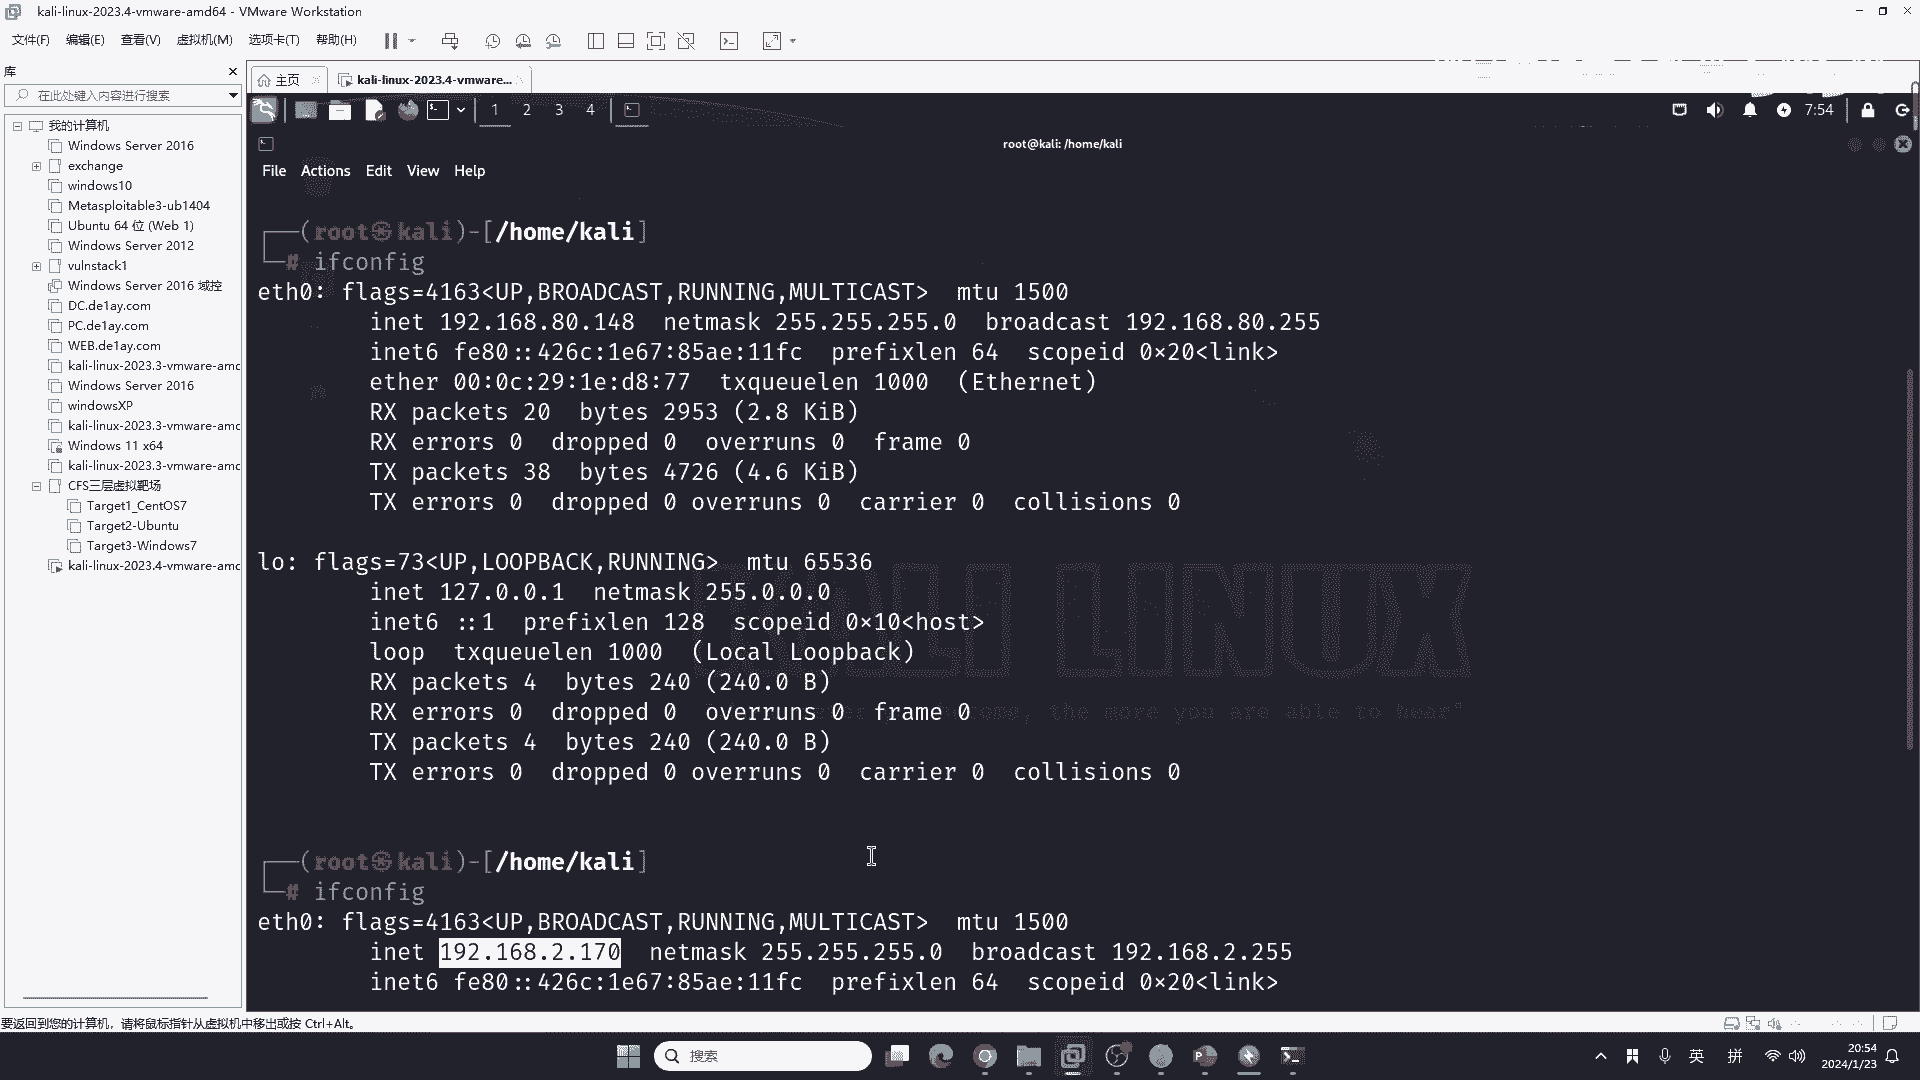 kali-linux-2023.4-vmware-amd64 - VMware Workstation
文件(F) 编辑(E) 查看(V) 虚拟机(M) 选项卡(T) 帮助(H)
库
在此处键入内容进行搜索
我的计算机
Windows Server 2016
exchange
windows10
Metasploitable3-ub1404
Ubuntu 64 位 (Web 1)
Windows Server 2012
vulnstack1
Windows Server 2016 域控
DC.de1ay.com
PC.de1ay.com
WEB.de1ay.com
kali-linux-2023.3-vmware-amd
Windows Server 2016
windowsXP
kali-linux-2023.3-vmware-amd
Windows 11 x64
kali-linux-2023.3-vmware-amd
CFS三层虚拟靶场
Target1_CentOS7
Target2-Ubuntu
Target3-Windows7
kali-linux-2023.4-vmware-amd
主页
kali-linux-2023.4-vmware...
1 2 3 4
7:54
root@kali: /home/kali
File Actions Edit View Help
┌──(root㉿kali)-[/home/kali]
└─# ifconfig
eth0: flags=4163<UP,BROADCAST,RUNNING,MULTICAST> mtu 1500
inet 192.168.80.148 netmask 255.255.255.0 broadcast 192.168.80.255
inet6 fe80::426c:1e67:85ae:11fc prefixlen 64 scopeid 0×20<link>
ether 00:0c:29:1e:d8:77 txqueuelen 1000 (Ethernet)
RX packets 20 bytes 2953 (2.8 KiB)
RX errors 0 dropped 0 overruns 0 frame 0
TX packets 38 bytes 4726 (4.6 KiB)
TX errors 0 dropped 0 overruns 0 carrier 0 collisions 0
lo: flags=73<UP,LOOPBACK,RUNNING> mtu 65536
inet 127.0.0.1 netmask 255.0.0.0
inet6 ::1 prefixlen 128 scopeid 0×10<host>
loop txqueuelen 1000 (Local Loopback)
RX packets 4 bytes 240 (240.0 B)
RX errors 0 dropped 0 overruns 0 frame 0
TX packets 4 bytes 240 (240.0 B)
TX errors 0 dropped 0 overruns 0 carrier 0 collisions 0
KALI LINUX
the more you are able to hear"
┌──(root㉿kali)-[/home/kali]
└─# ifconfig
eth0: flags=4163<UP,BROADCAST,RUNNING,MULTICAST> mtu 1500
inet 192.168.2.170 netmask 255.255.255.0 broadcast 192.168.2.255
inet6 fe80::426c:1e67:85ae:11fc prefixlen 64 scopeid 0×20<link>
要返回到您的计算机，请将鼠标指针从虚拟机中移出或按 Ctrl+Alt。
搜索
英 拼
20:54
2024/1/23